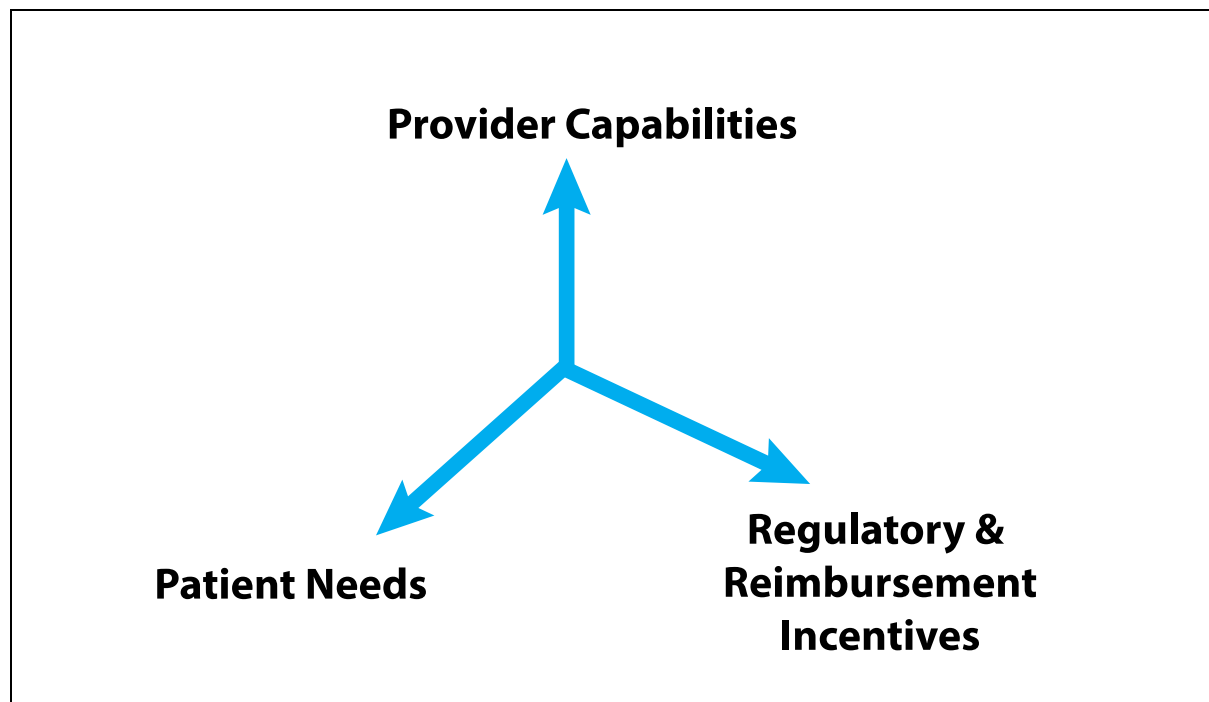 Provider Capabilities
Patient Needs
Regulatory &
Reimbursement
Incentives